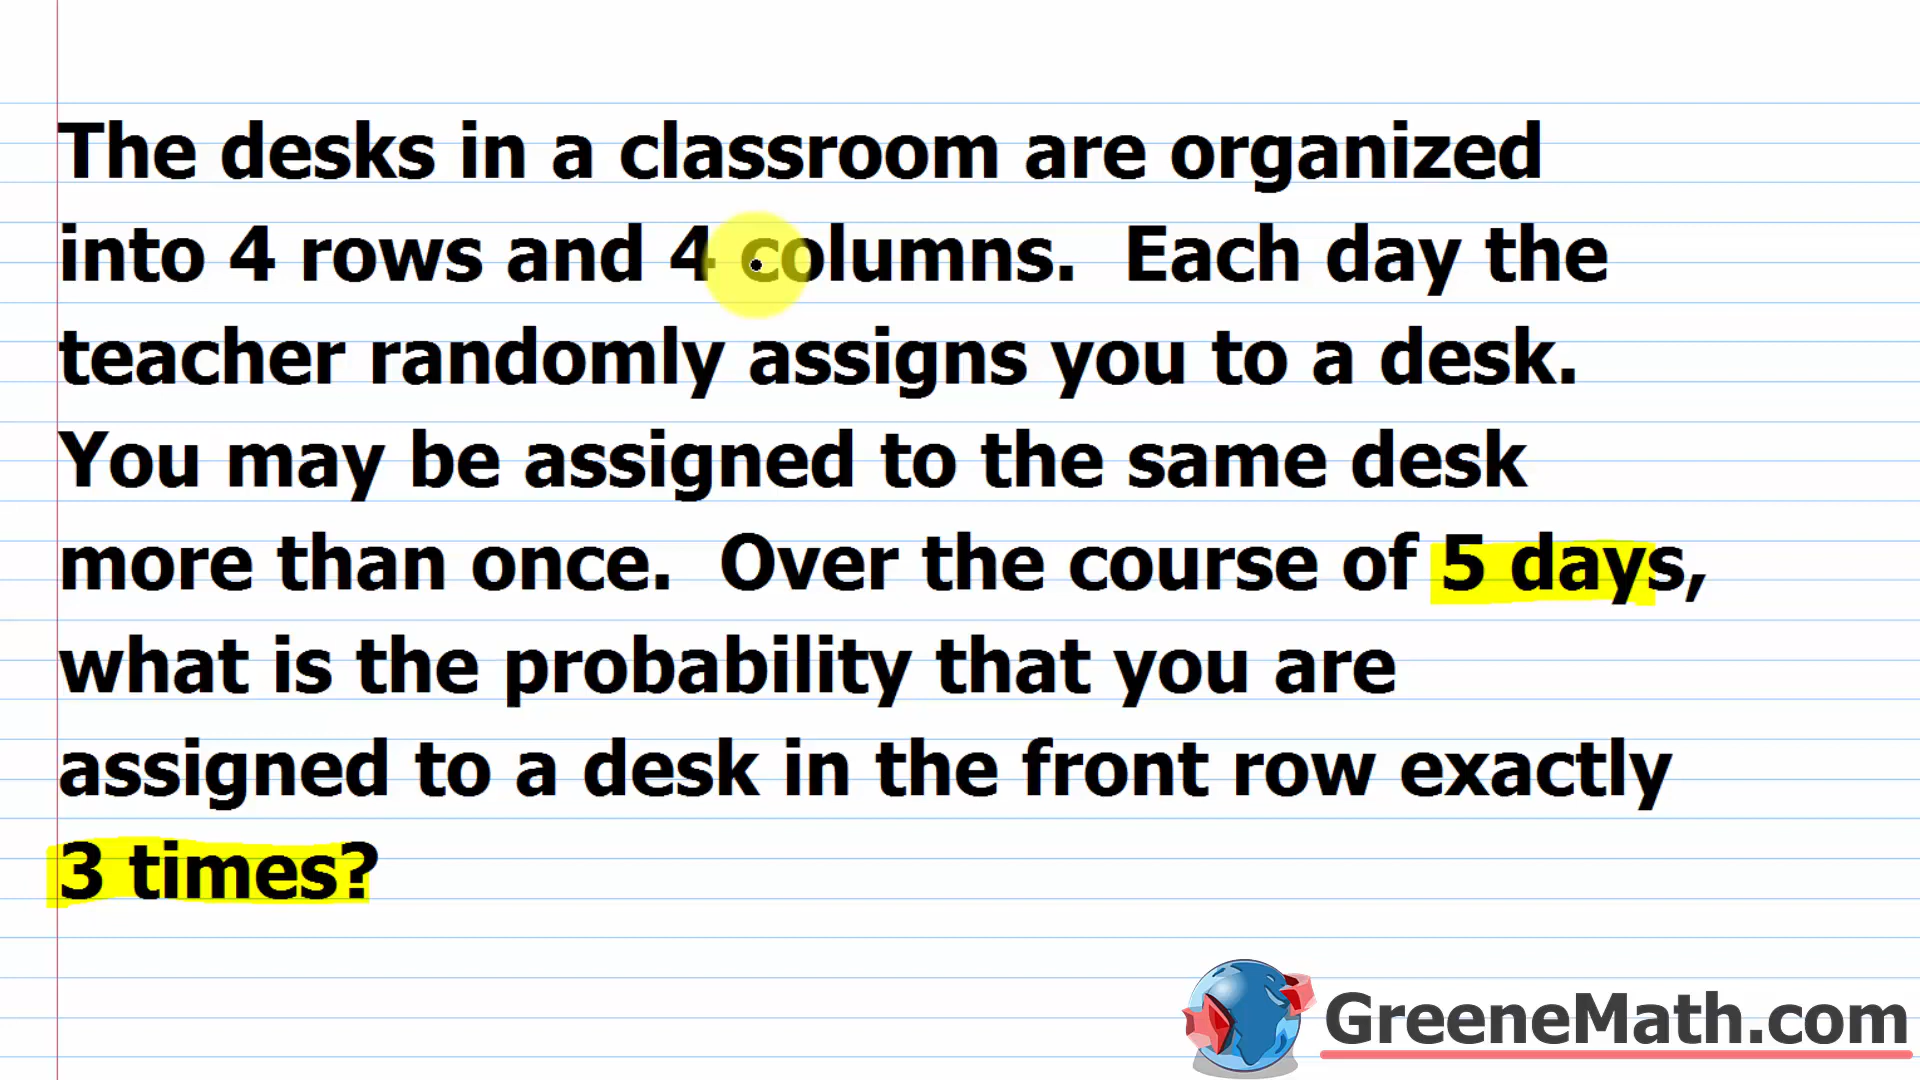 The desks in a classroom are organized
into 4 rows and 4 columns.  Each day the
teacher randomly assigns you to a desk.
You may be assigned to the same desk
more than once.  Over the course of 5 days,
what is the probability that you are
assigned to a desk in the front row exactly
3 times?
GreeneMath.com